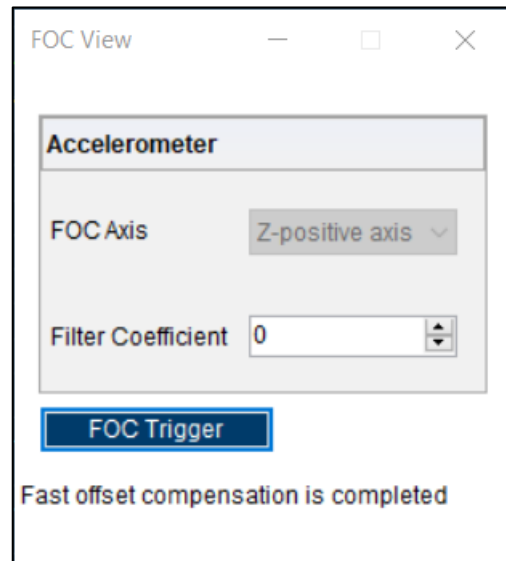 FOC View
Accelerometer
FOC Axis Z-positive axis
Filter Coefficient 0
FOC Trigger
Fast offset compensation is completed